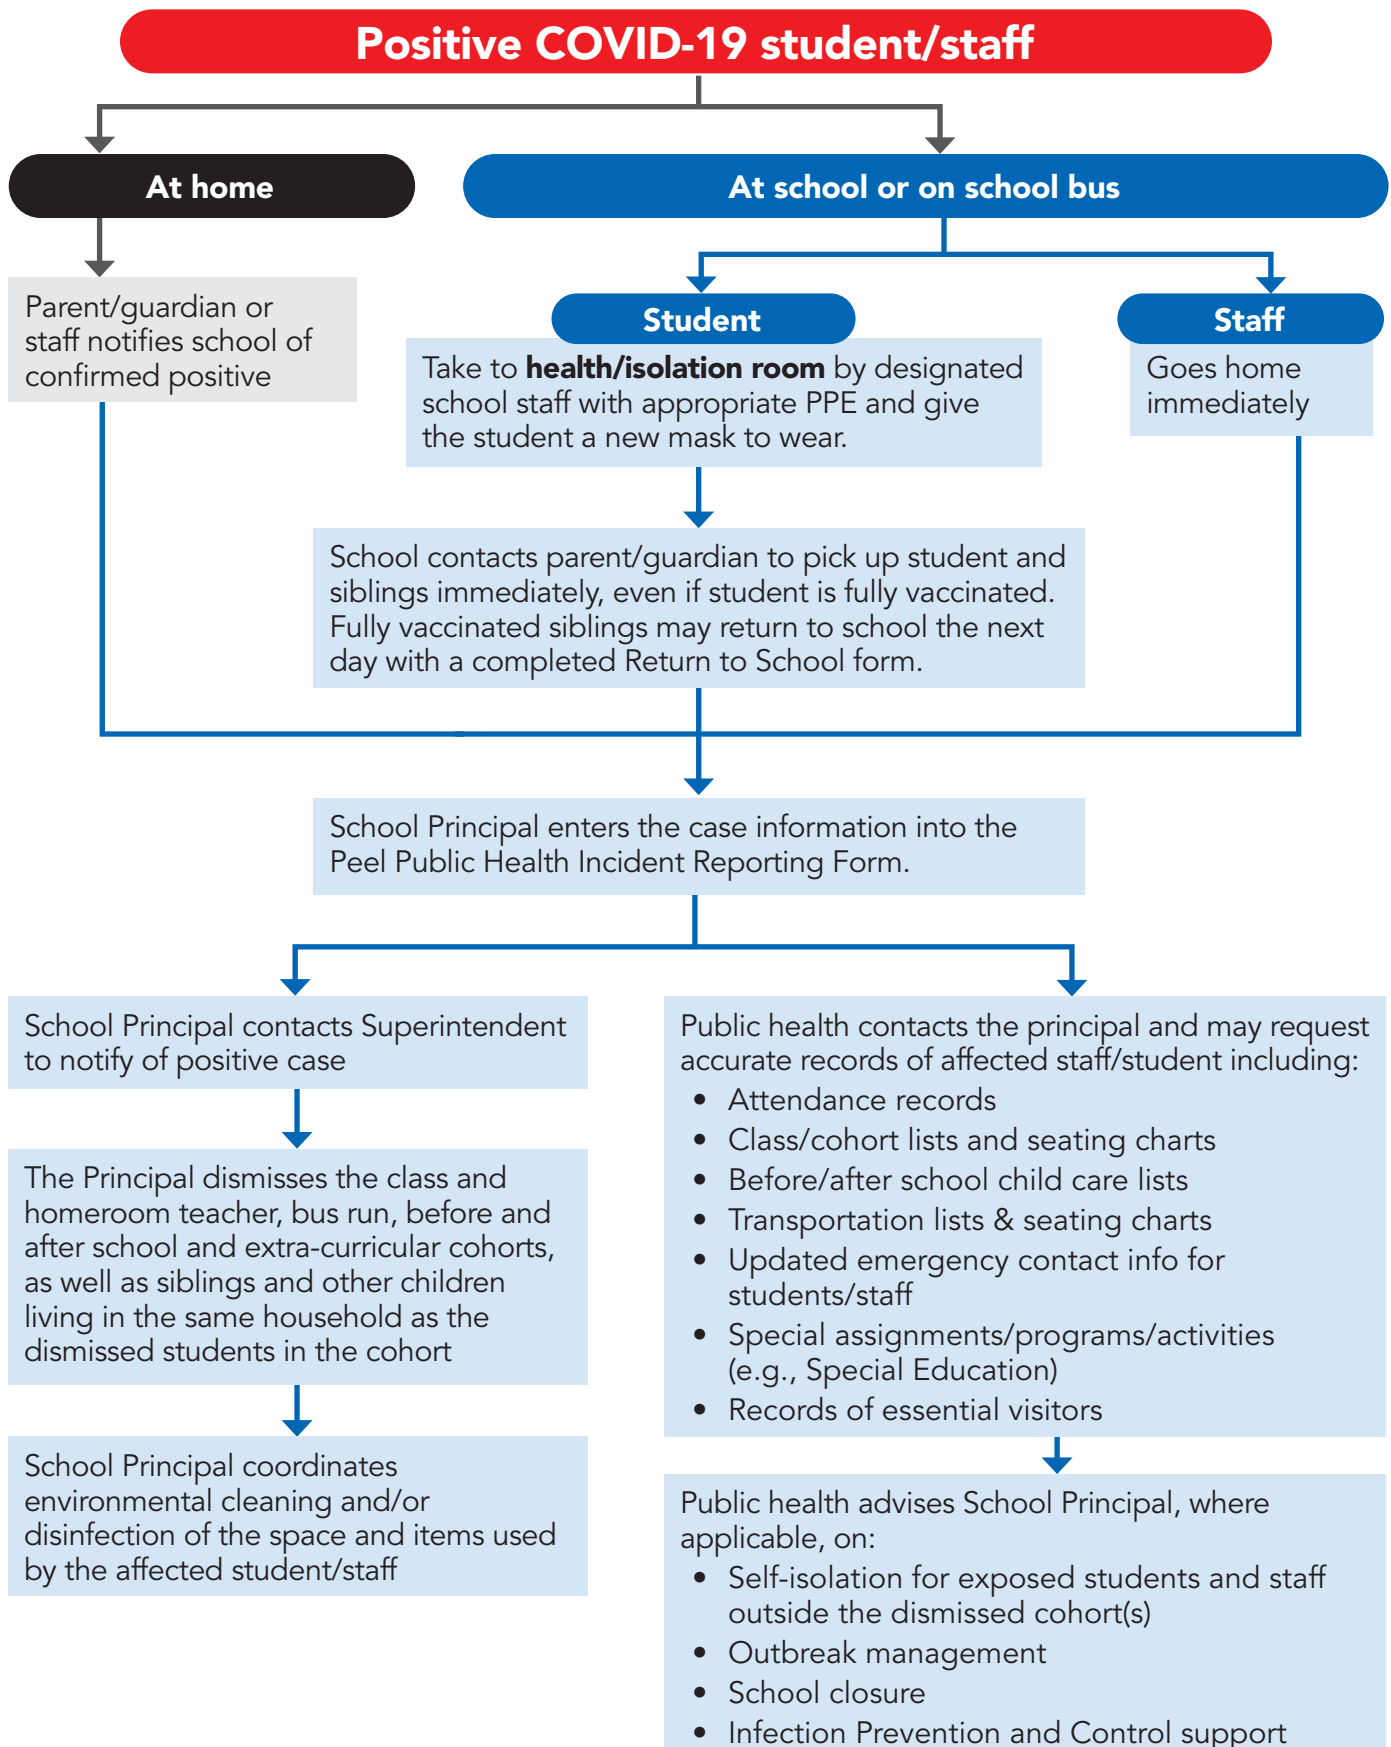 Positive COVID-19 student/staff
At home
At school or on school bus
Parent/guardian or
staff notifies school of
confirmed positive
Student
Take to health/isolation room by designated
school staff with appropriate PPE and give
the student a new mask to wear.
Staff
Goes home
immediately
School contacts parent/guardian to pick up student and
siblings immediately, even if student is fully vaccinated.
Fully vaccinated siblings may return to school the next
day with a completed Return to School form.
School Principal enters the case information into the
Peel Public Health Incident Reporting Form.
School Principal contacts Superintendent
to notify of positive case
The Principal dismisses the class and
homeroom teacher, bus run, before and
after school and extra-curricular cohorts,
as well as siblings and other children
living in the same household as the
dismissed students in the cohort
School Principal coordinates
environmental cleaning and/or
disinfection of the space and items used
by the affected student/staff
Public health contacts the principal and may request
accurate records of affected staff/student including:
• Attendance records
• Class/cohort lists and seating charts
• Before/after school child care lists
• Transportation lists & seating charts
• Updated emergency contact info for
students/staff
• Special assignments/programs/activities
(e.g., Special Education)
• Records of essential visitors
Public health advises School Principal, where
applicable, on:
• Self-isolation for exposed students and staff
outside the dismissed cohort(s)
• Outbreak management
• School closure
• Infection Prevention and Control support